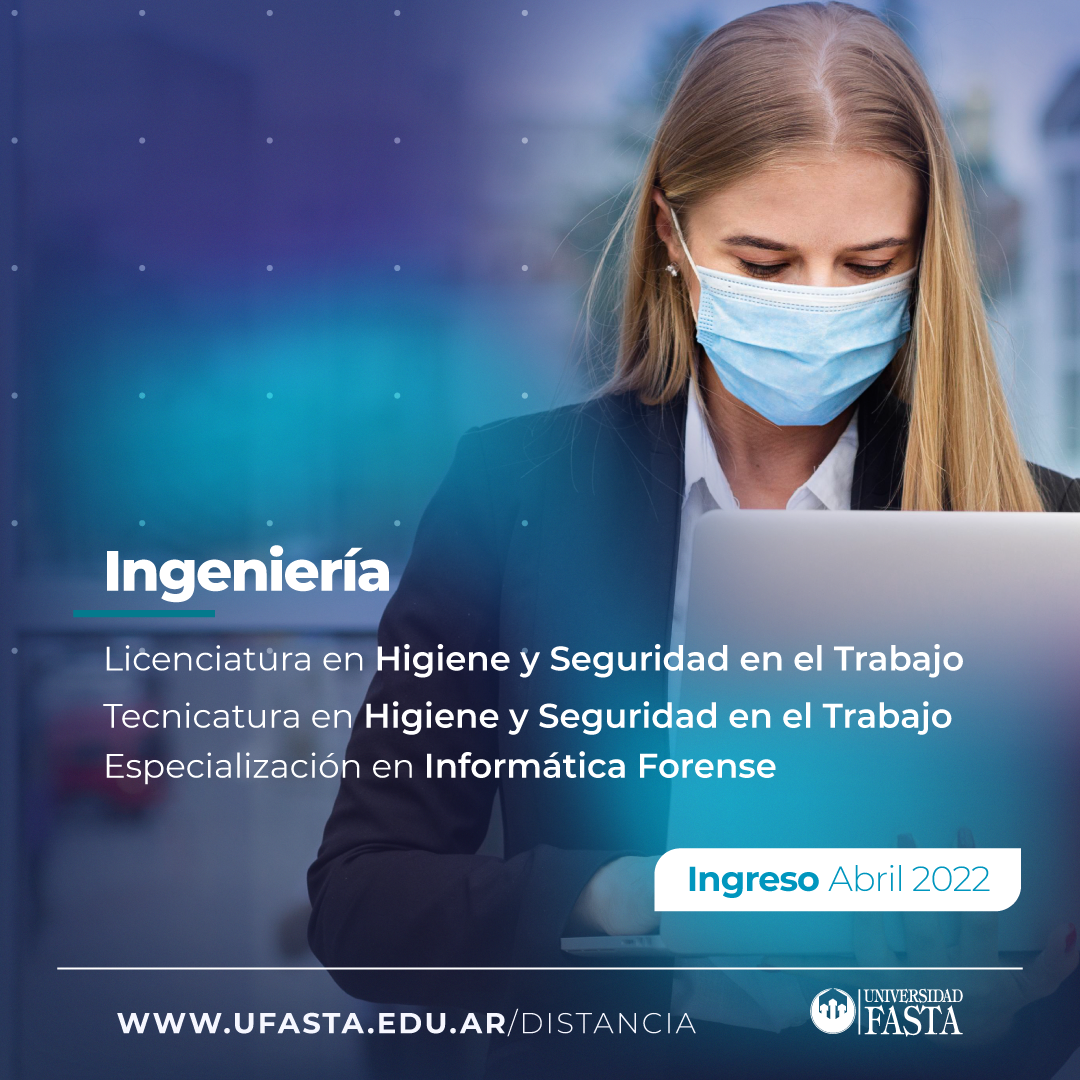 Ingeniería
Licenciatura en Higiene y Seguridad en el Trabajo
Tecnicatura en Higiene y Seguridad en el Trabajo
Especialización en Informática Forense
Ingreso Abril 2022
WWW.UFASTA.EDU.AR/DISTANCIA
UNIVERSIDAD
FASTA